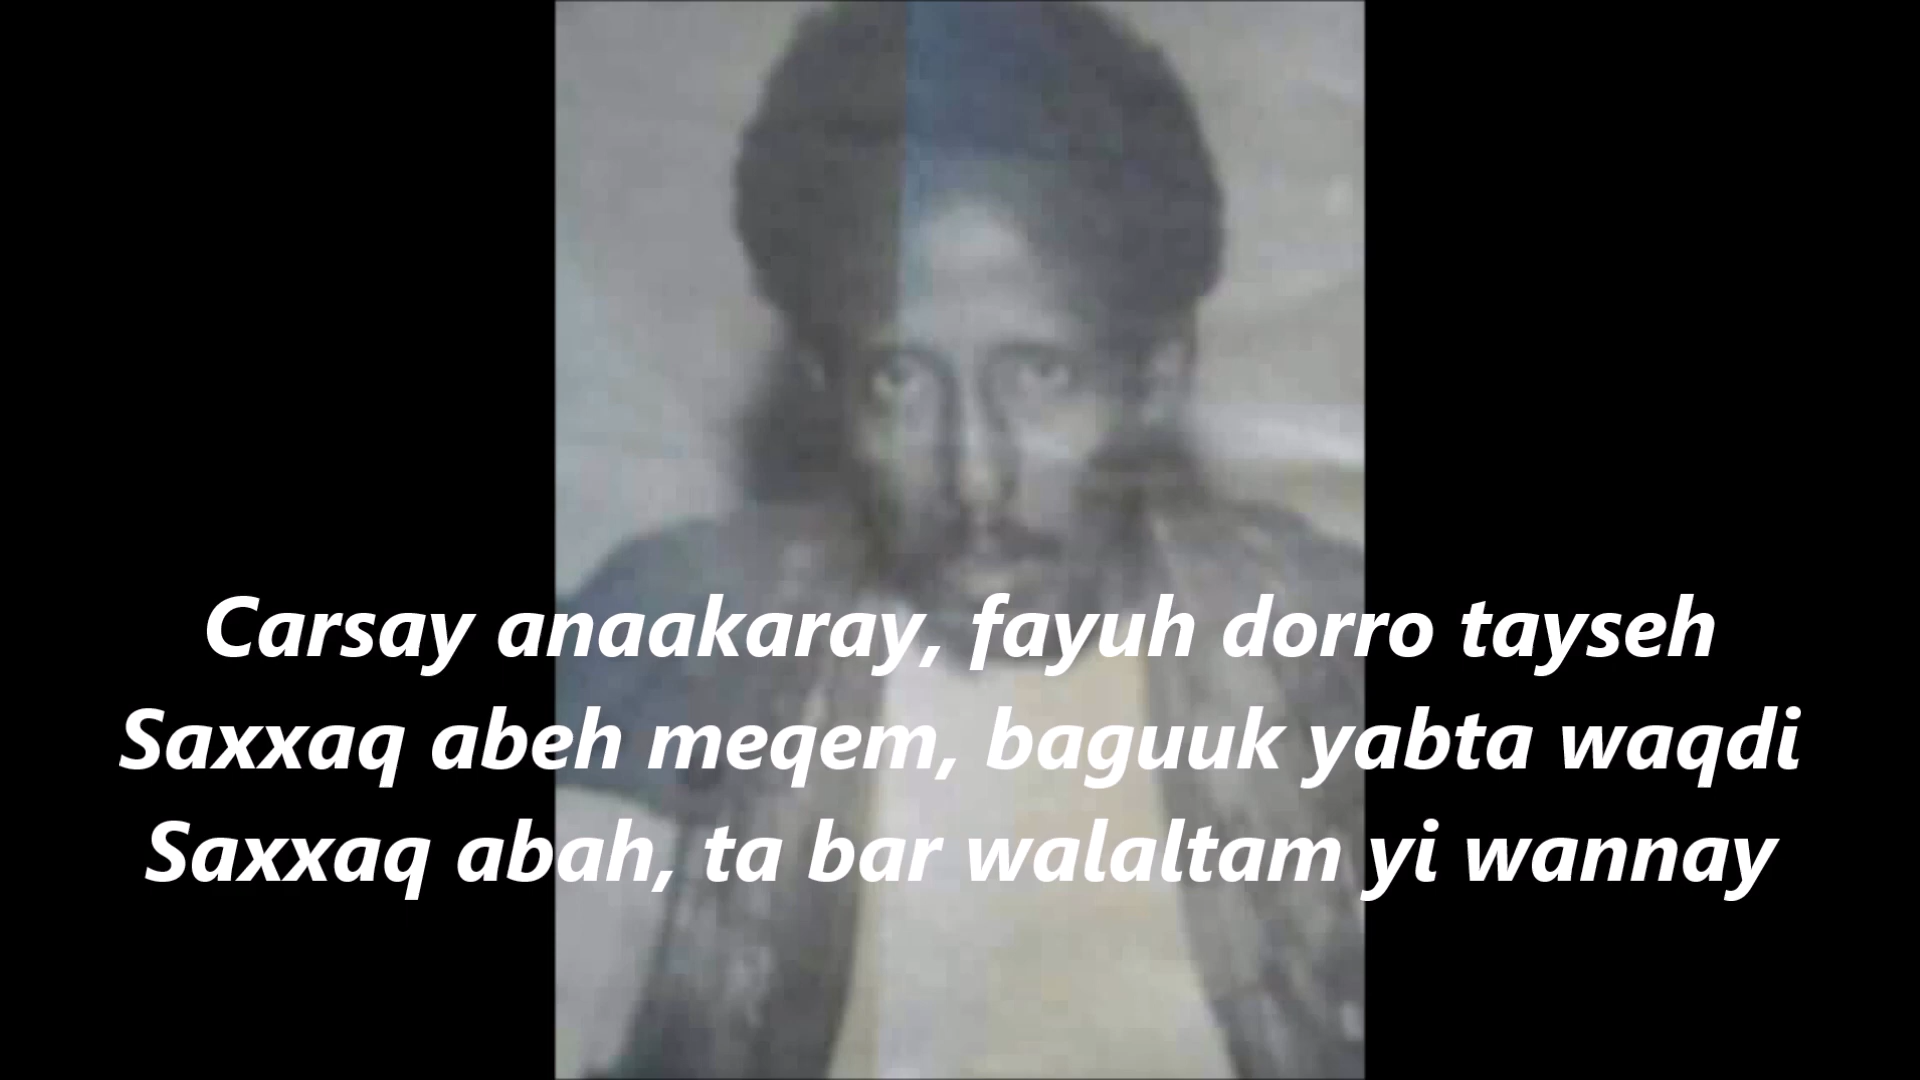 Carsay anaakaray, fayuh dorro tayseh
Saxxaq abeh meqem, baguuk yabta waqdi
Saxxaq abah, ta bar walaltam yi wannay